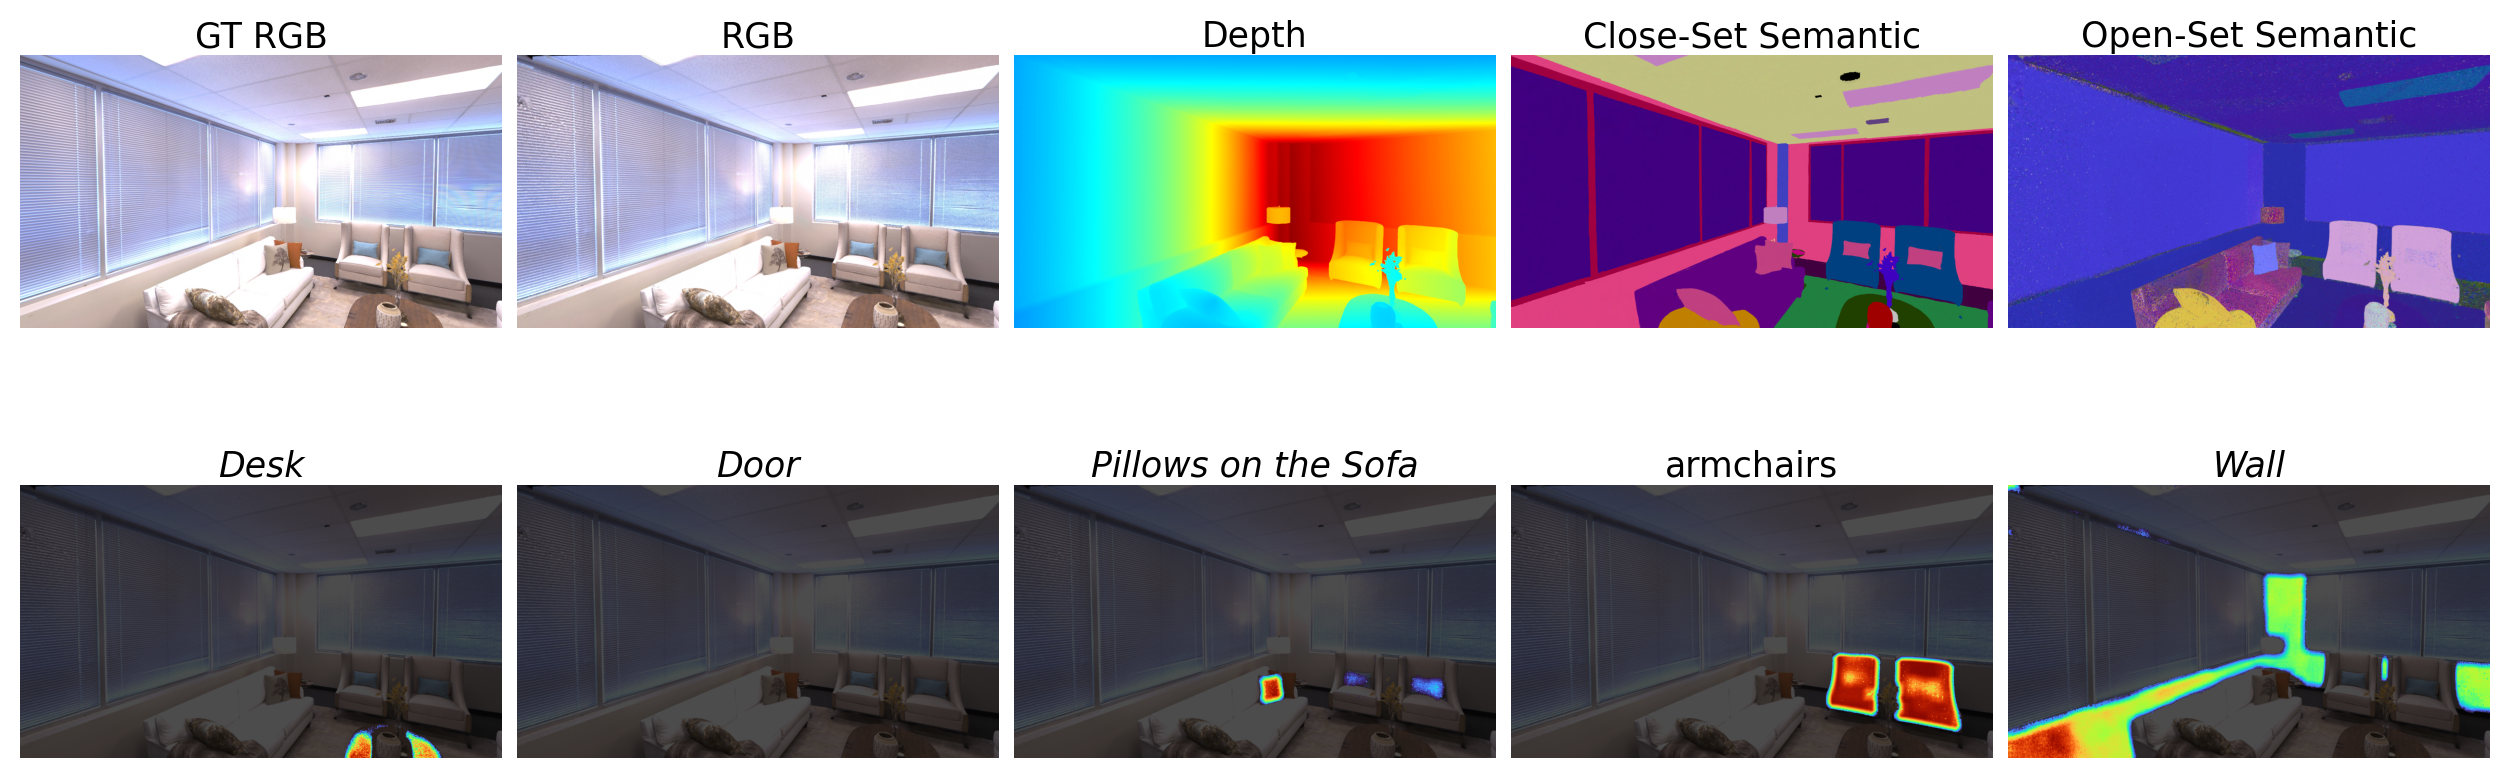 GT RGB
RGB
Depth
Close-Set Semantic
Open-Set Semantic
Desk
Door
Pillows on the Sofa
armchairs
Wall